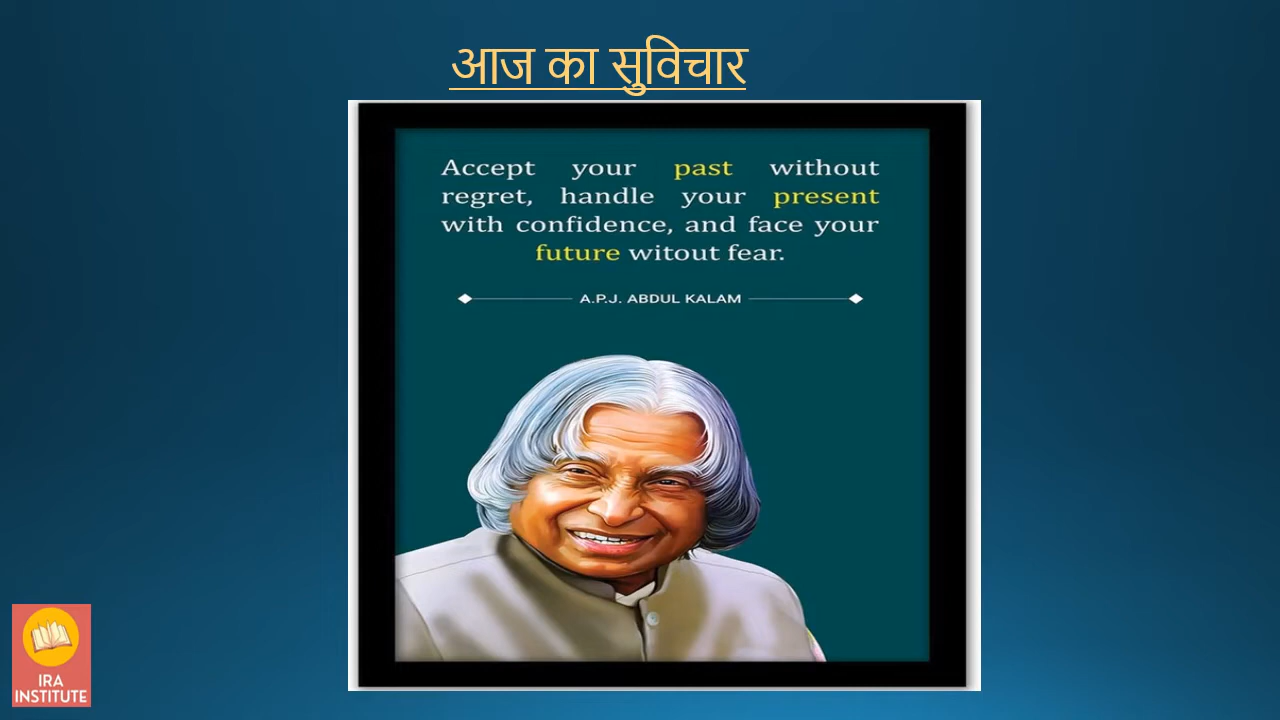 आज का सुविचार
Accept your past without
regret, handle your present
with confidence, and face your
future witout fear.
A.P.J. ABDUL KALAM
IRA
INSTITUTE